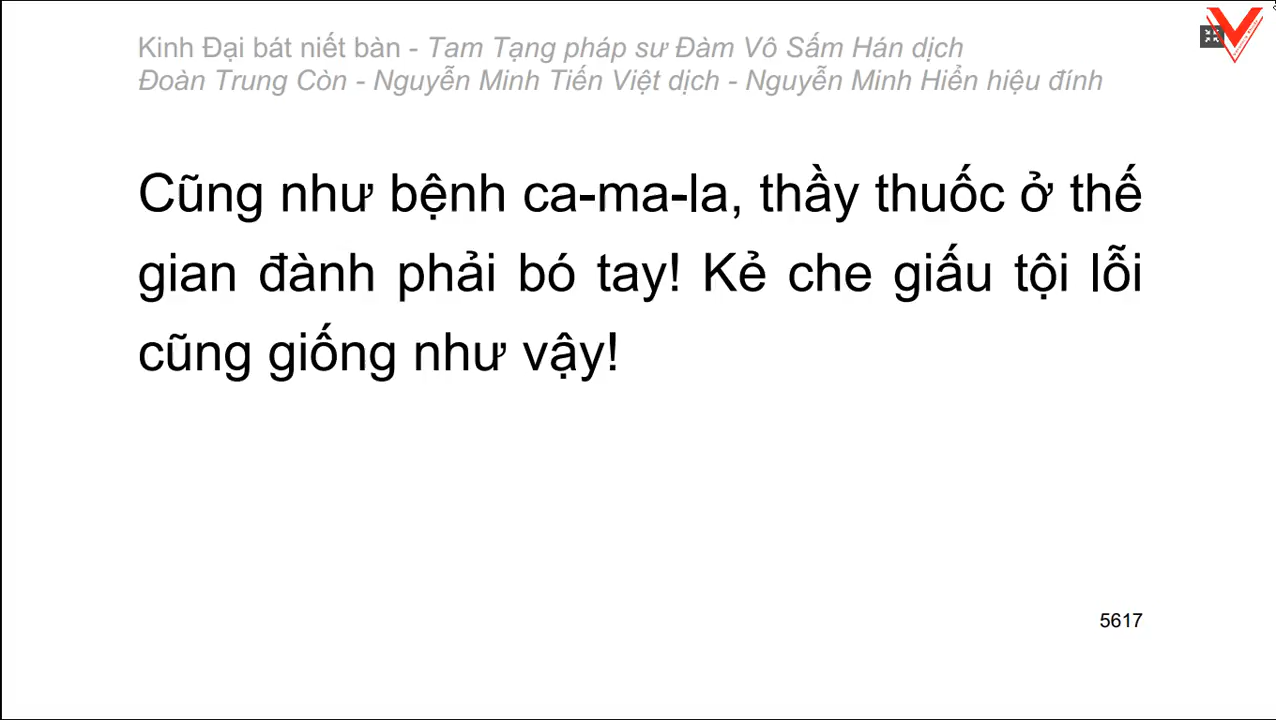 Kinh Đại bát niết bàn - Tam Tạng pháp sư Đàm Vô Sấm Hán dịch
Đoàn Trung Còn - Nguyễn Minh Tiến Việt dịch - Nguyễn Minh Hiển hiệu đính
Cũng như bệnh ca-ma-la, thầy thuốc ở thế
gian đành phải bó tay! Kẻ che giấu tội lỗi
cũng giống như vậy!
5617